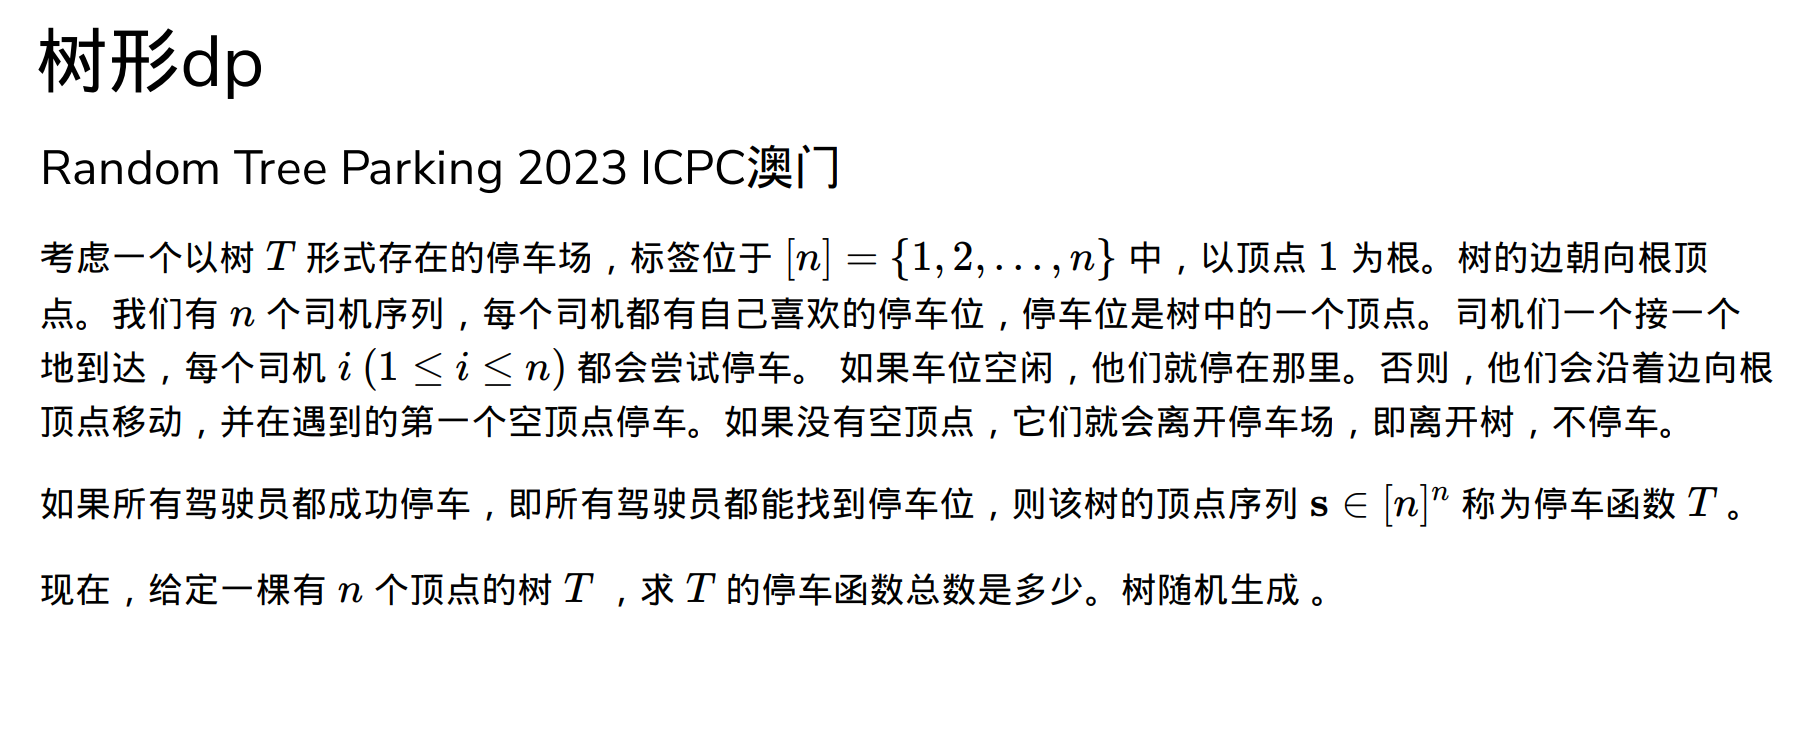 树形dp
Random Tree Parking 2023 ICPC澳门
考虑一个以树 T 形式存在的停车场，标签位于 [n] = {1, 2, . . . , n} 中，以顶点 1 为根。树的边朝向根顶
点。我们有 n 个司机序列，每个司机都有自己喜欢的停车位，停车位是树中的一个顶点。司机们一个接一个
地到达，每个司机 i (1 ≤ i ≤ n) 都会尝试停车。 如果车位空闲，他们就停在那里。否则，他们会沿着边向根
顶点移动，并在遇到的第一个空顶点停车。如果没有空顶点，它们就会离开停车场，即离开树，不停车。
如果所有驾驶员都成功停车，即所有驾驶员都能找到停车位，则该树的顶点序列 s ∈ [n]ⁿ 称为停车函数 T 。
现在，给定一棵有 n 个顶点的树 T ，求 T 的停车函数总数是多少。树随机生成 。